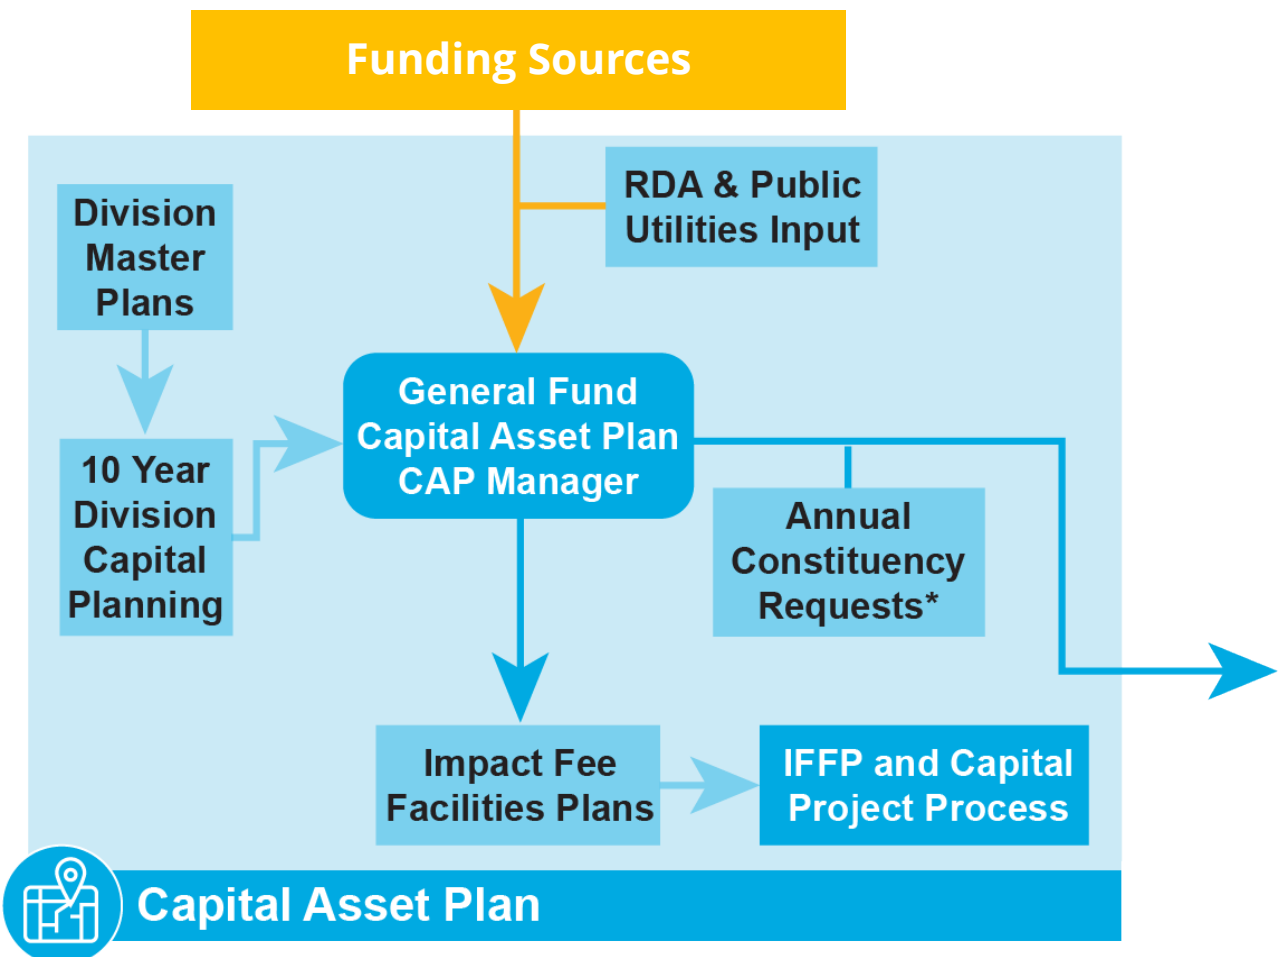 Funding Sources
RDA & Public
Utilities Input
Division
Master
Plans
General Fund
Capital Asset Plan
CAP Manager
10 Year
Division
Capital
Planning
Annual
Constituency
Requests*
Impact Fee
Facilities Plans
IFFP and Capital
Project Process
Capital Asset Plan